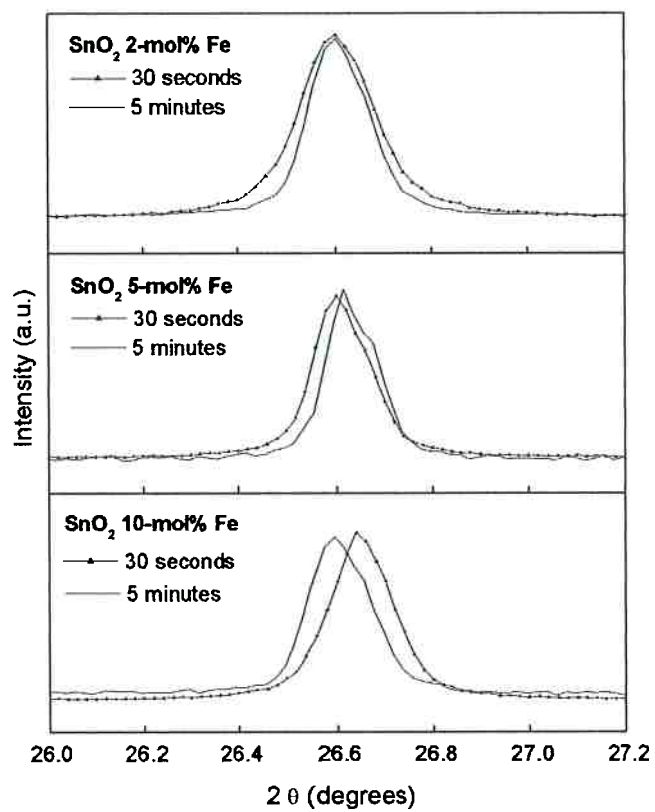 SnO₂ 2-mol% Fe
30 seconds
5 minutes
SnO₂ 5-mol% Fe
30 seconds
5 minutes
Intensity (a.u.)
SnO₂ 10-mol% Fe
30 seconds
5 minutes
26.0 26.2 26.4 26.6 26.8 27.0 27.2
2 θ (degrees)